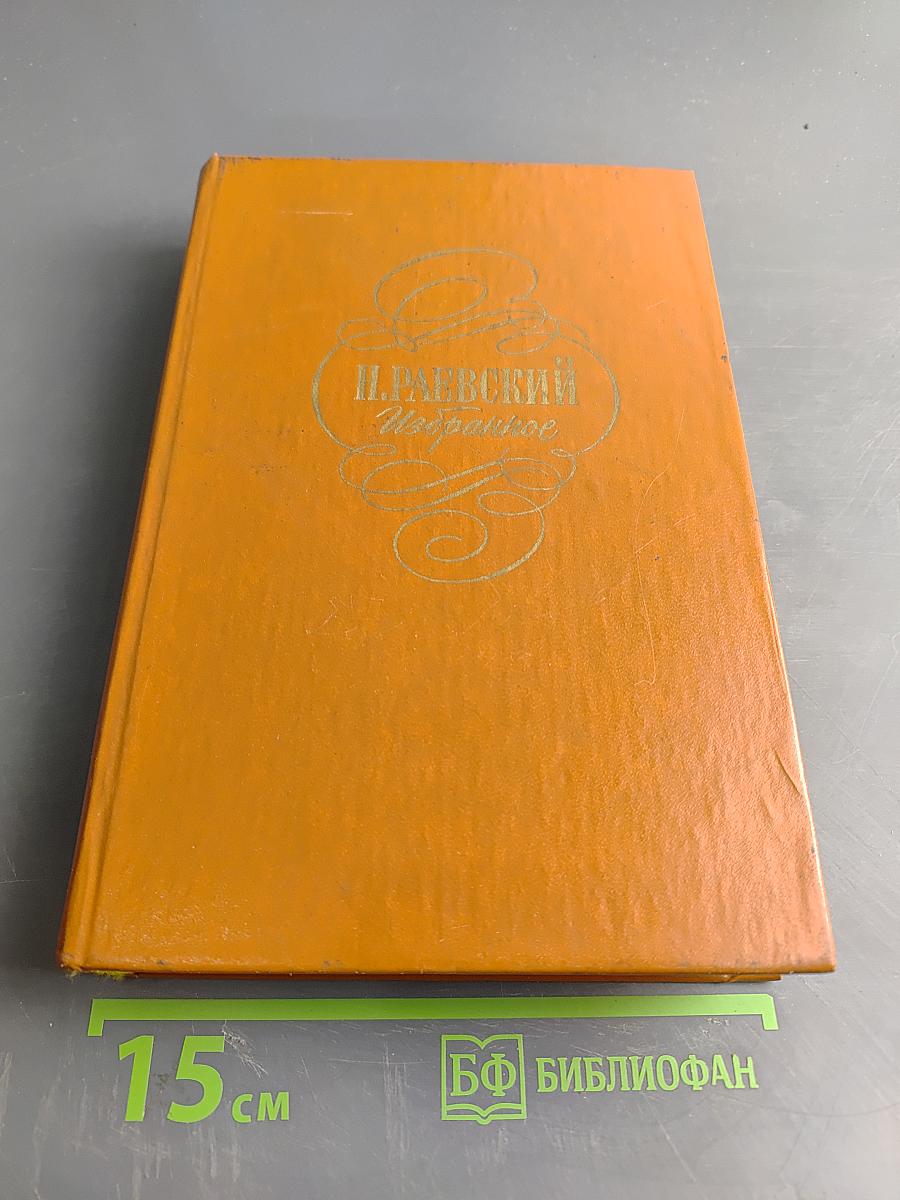 Н.РАЕВСКИЙ
Избранное
15 см
БФ БИБЛИОФАН